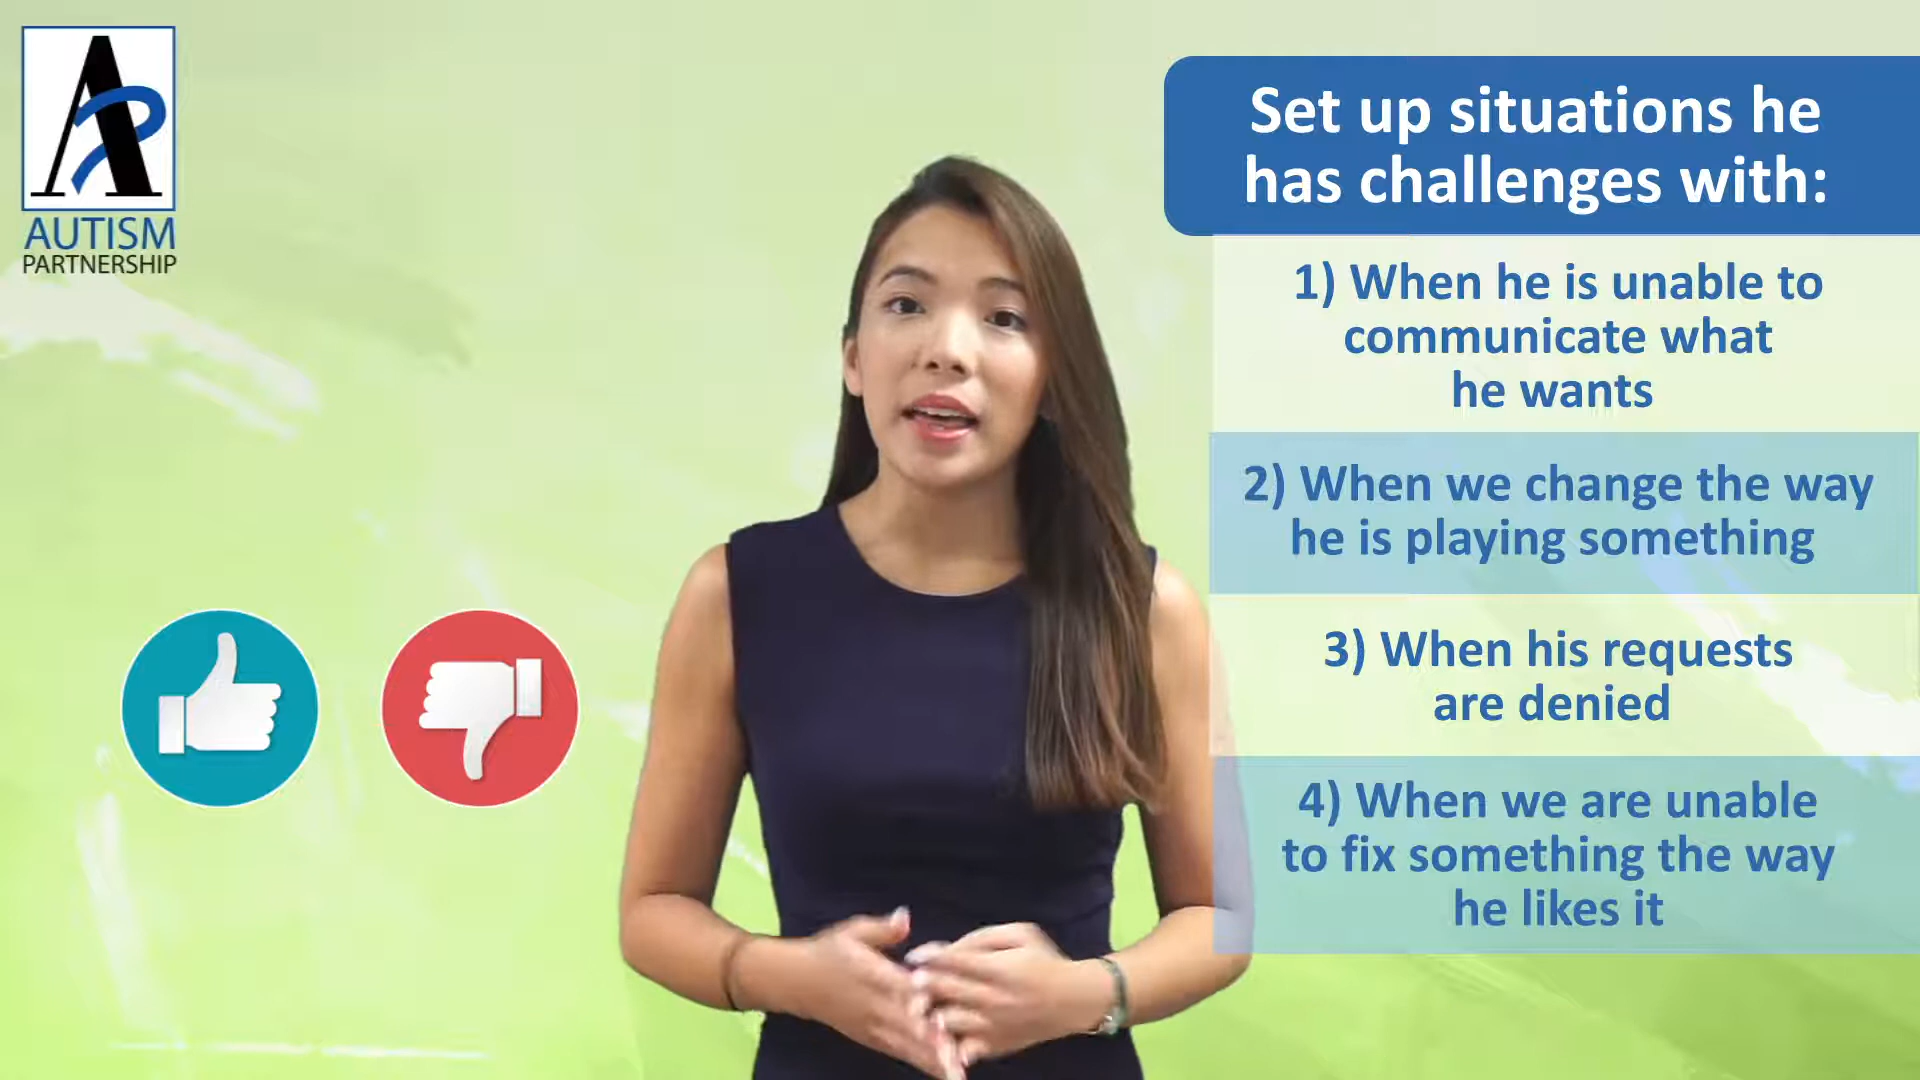 AUTISM
PARTNERSHIP
Set up situations he
has challenges with:
1) When he is unable to
communicate what
he wants
2) When we change the way
he is playing something
3) When his requests
are denied
4) When we are unable
to fix something the way
he likes it